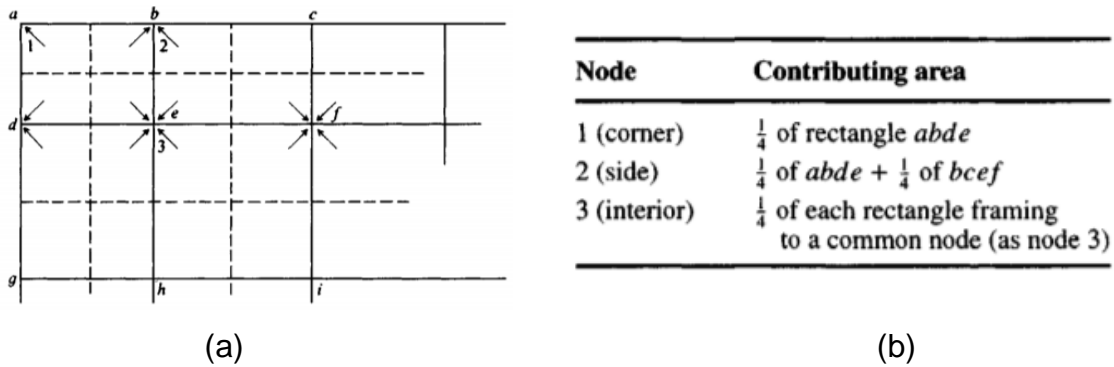 a b c
1 2
d e f
3
g h i
(a)
Node Contributing area
1 (corner) 1/4 of rectangle abde
2 (side) 1/4 of abde + 1/4 of bcef
3 (interior) 1/4 of each rectangle framing
to a common node (as node 3)
(b)